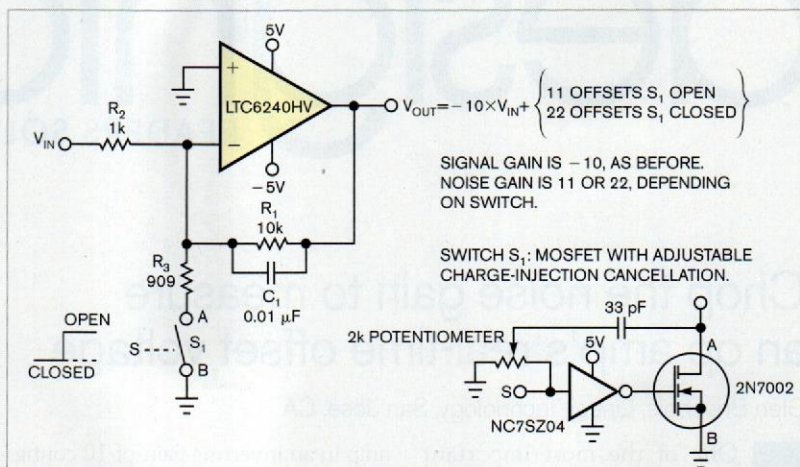 5V
+
LTC6240HV
−
−5V
R2
1k
VIN
VOUT=−10×VIN+
11 OFFSETS S1 OPEN
22 OFFSETS S1 CLOSED
SIGNAL GAIN IS −10, AS BEFORE.
NOISE GAIN IS 11 OR 22, DEPENDING
ON SWITCH.
R1
10k
C1
0.01 µF
R3
909
A
S1
B
OPEN
CLOSED
S
SWITCH S1: MOSFET WITH ADJUSTABLE
CHARGE-INJECTION CANCELLATION.
33 pF
2k POTENTIOMETER
5V
S
NC7SZ04
A
2N7002
B